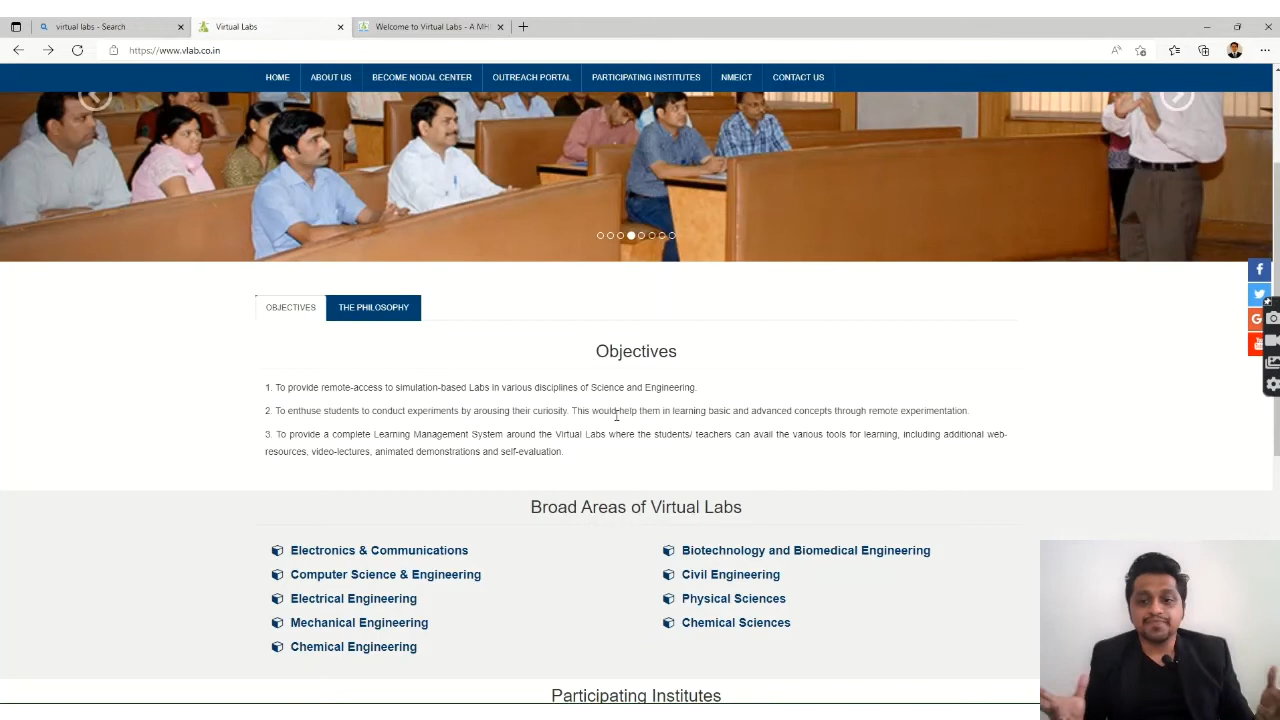 virtual labs - Search
Virtual Labs
Welcome to Virtual Labs - A MH
https://www.vlab.co.in
HOME
ABOUT US
BECOME NODAL CENTER
OUTREACH PORTAL
PARTICIPATING INSTITUTES
NMEICT
CONTACT US
OBJECTIVES
THE PHILOSOPHY
Objectives
1. To provide remote-access to simulation-based Labs in various disciplines of Science and Engineering.
2. To enthuse students to conduct experiments by arousing their curiosity. This would help them in learning basic and advanced concepts through remote experimentation.
3. To provide a complete Learning Management System around the Virtual Labs where the students/ teachers can avail the various tools for learning, including additional web-
resources, video-lectures, animated demonstrations and self-evaluation.
Broad Areas of Virtual Labs
Electronics & Communications
Computer Science & Engineering
Electrical Engineering
Mechanical Engineering
Chemical Engineering
Biotechnology and Biomedical Engineering
Civil Engineering
Physical Sciences
Chemical Sciences
Participating Institutes